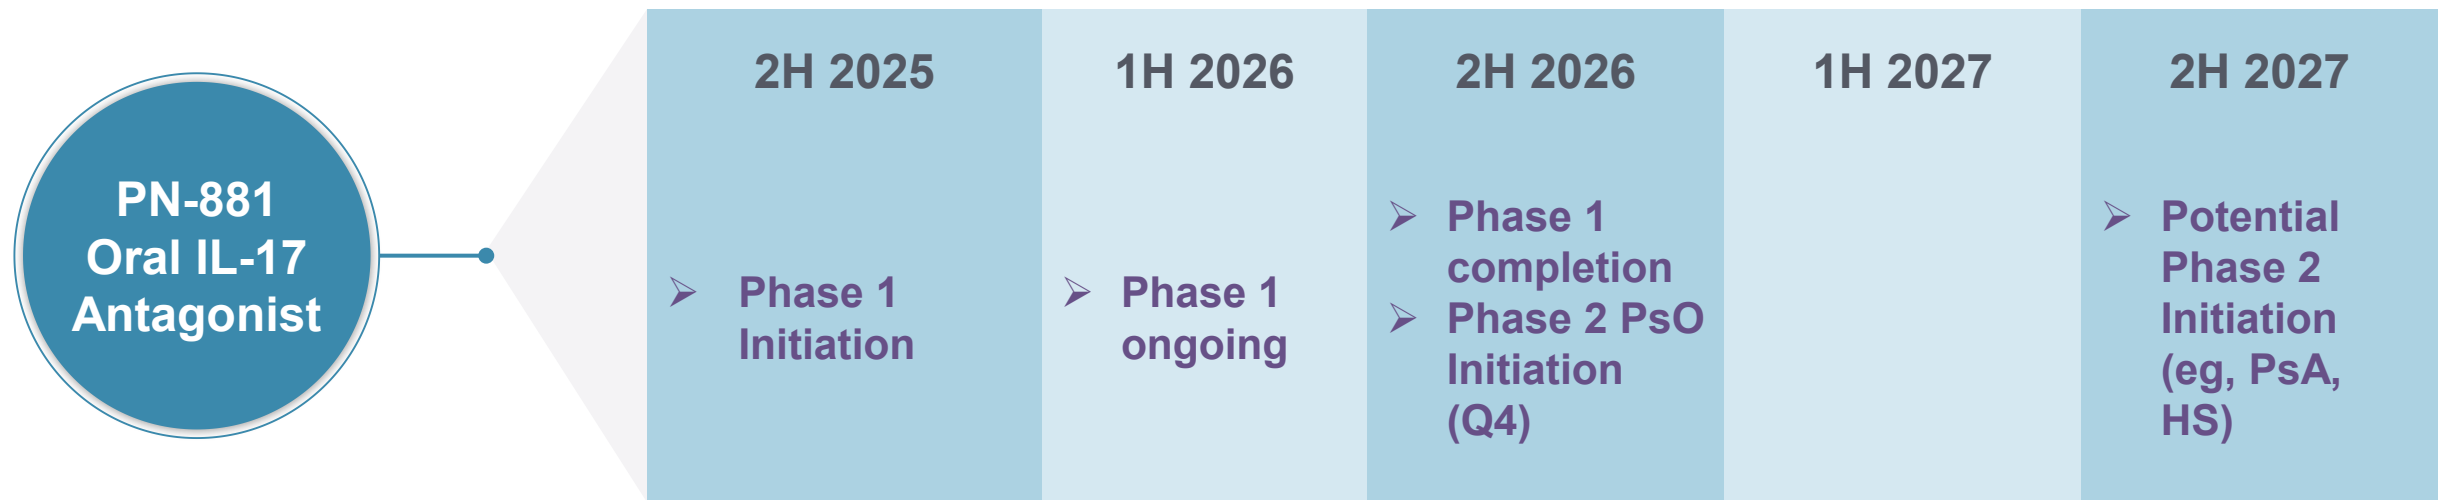 PN-881
Oral IL-17
Antagonist
2H 2025
➢ Phase 1
Initiation
1H 2026
➢ Phase 1
ongoing
2H 2026
➢ Phase 1
completion
➢ Phase 2 PsO
Initiation
(Q4)
1H 2027
2H 2027
➢ Potential
Phase 2
Initiation
(eg, PsA,
HS)